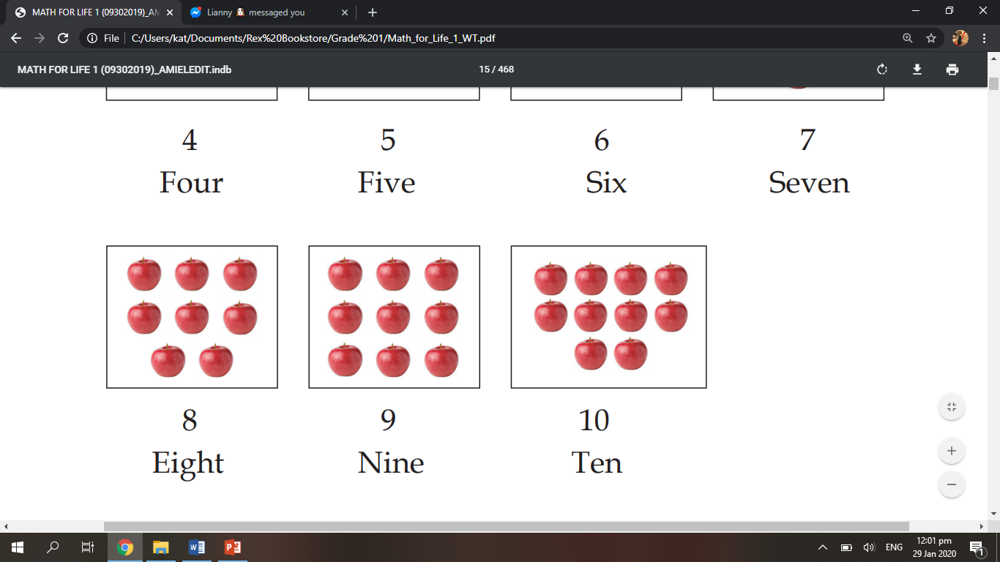 MATH FOR LIFE 1 (09302019)_AM
Lianny messaged you
File C:/Users/kat/Documents/Rex%20Bookstore/Grade%201/Math_for_Life_1_WT.pdf
MATH FOR LIFE 1 (09302019)_AMIELEDIT.indb 15 / 468
4 5 6 7
Four Five Six Seven
8 9 10
Eight Nine Ten
ENG 12:01 pm
29 Jan 2020 1